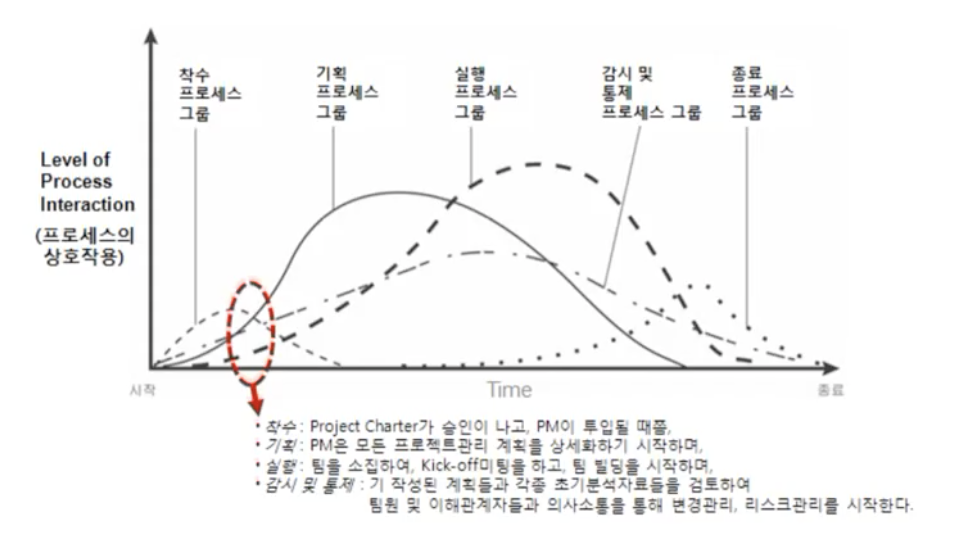 착수
프로세스
그룹
기획
프로세스
그룹
실행
프로세스
그룹
감시 및
통제
프로세스 그룹
종료
프로세스
그룹
Level of
Process
Interaction
(프로세스의
상호작용)
시작
Time
종료
• 착수 : Project Charter가 승인이 나고, PM이 투입될 때쯤,
• 기획 : PM은 모든 프로젝트관리 계획을 상세화하기 시작하며,
• 실행 : 팀을 소집하여, Kick-off미팅을 하고, 팀 빌딩을 시작하며,
• 감시 및 통제 : 기 작성된 계획들과 각종 초기분석자료들을 검토하여
팀원 및 이해관계자들과 의사소통을 통해 변경관리, 리스크관리를 시작한다.